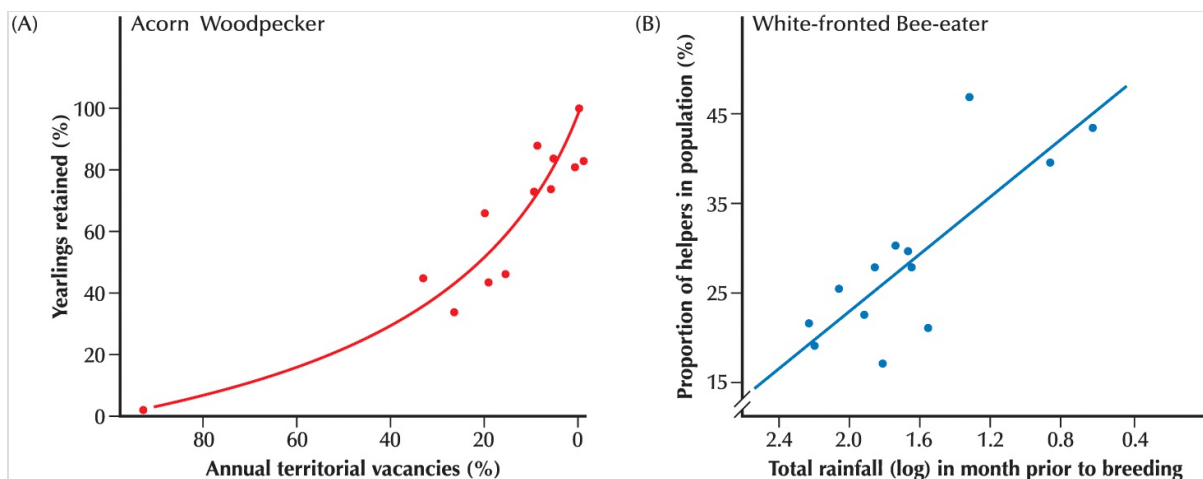 (A) Acorn Woodpecker
Yearlings retained (%)
100
80
60
40
20
0
80 60 40 20 0
Annual territorial vacancies (%)
(B) White-fronted Bee-eater
Proportion of helpers in population (%)
45
35
25
15
2.4 2.0 1.6 1.2 0.8 0.4
Total rainfall (log) in month prior to breeding